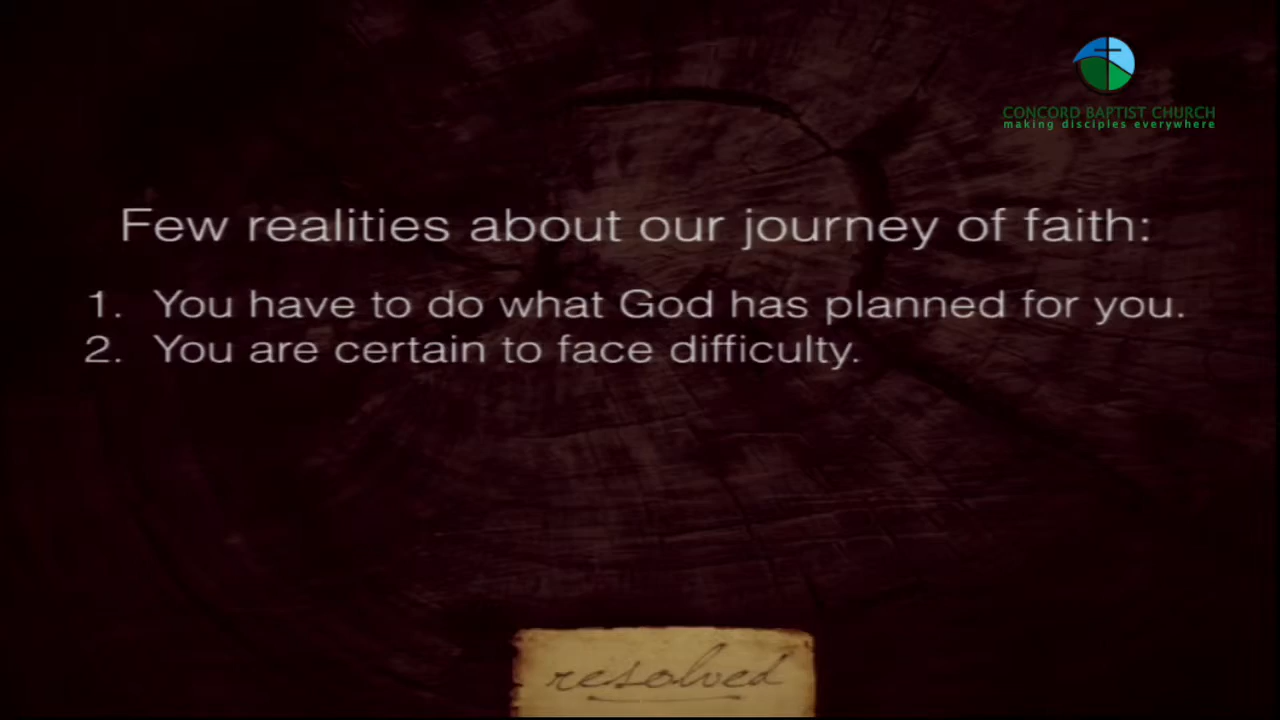 CONCORD BAPTIST CHURCH
making disciples everywhere
Few realities about our journey of faith:
1. You have to do what God has planned for you.
2. You are certain to face difficulty.
resolved